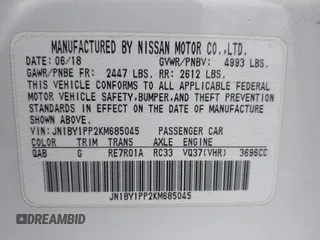 MANUFACTURED BY NISSAN MOTOR CO.,LTD.
DATE: 06/18 GVWR/PNBV: 4993 LBS.
GAWR/PNBE FR: 2447 LBS. RR: 2612 LBS.
THIS VEHICLE CONFORMS TO ALL APPLICABLE FEDERAL
MOTOR VEHICLE SAFETY, BUMPER, AND THEFT PREVENTION
STANDARDS IN EFFECT ON THE DATE OF MANUFACTURE
SHOWN ABOVE.
VIN: JN1BY1PP2KM685045 PASSENGER CAR
COLOR TRIM TRANS AXLE ENGINE
QAB G RE7R01A RC33 VQ37(VHR) 3696CC
JN1BY1PP2KM685045
DREAMBID